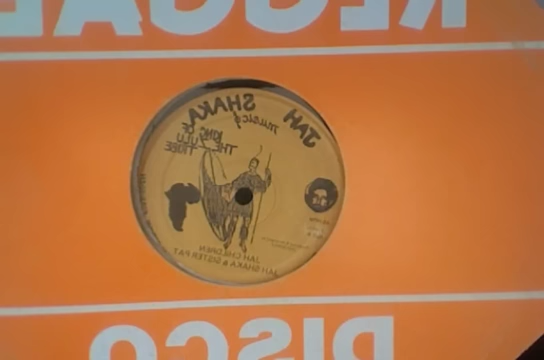 REGGAE
JAH SHAKA
music
KING OF
THE ZULU
TRIBE
JAH CHILDREN
JAH SHAKA & SISTER PAT
DISCO